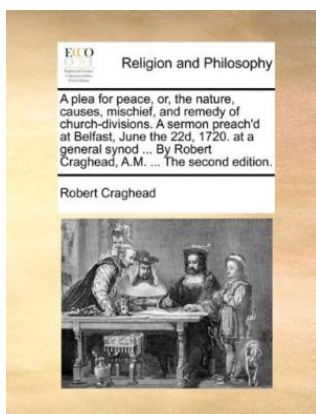 ECCO
Religion and Philosophy
A plea for peace, or, the nature,
causes, mischief, and remedy of
church-divisions. A sermon preach'd
at Belfast, June the 22d, 1720. at a
general synod ... By Robert
Craghead, A.M. ... The second edition.
Robert Craghead